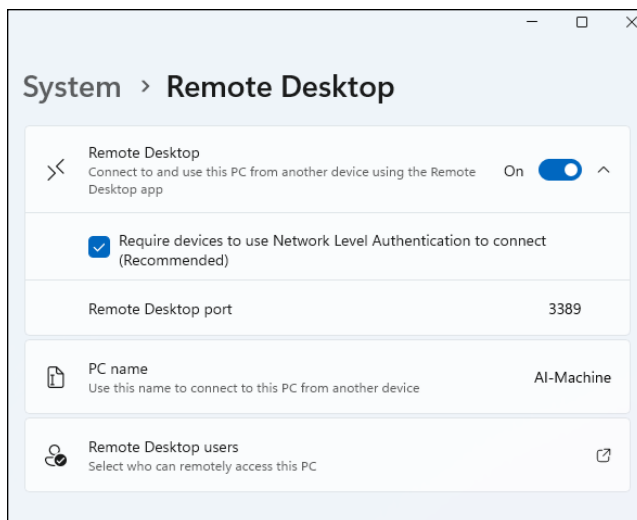 System > Remote Desktop
Remote Desktop
Connect to and use this PC from another device using the Remote
Desktop app
On
Require devices to use Network Level Authentication to connect
(Recommended)
Remote Desktop port
3389
PC name
Use this name to connect to this PC from another device
AI-Machine
Remote Desktop users
Select who can remotely access this PC